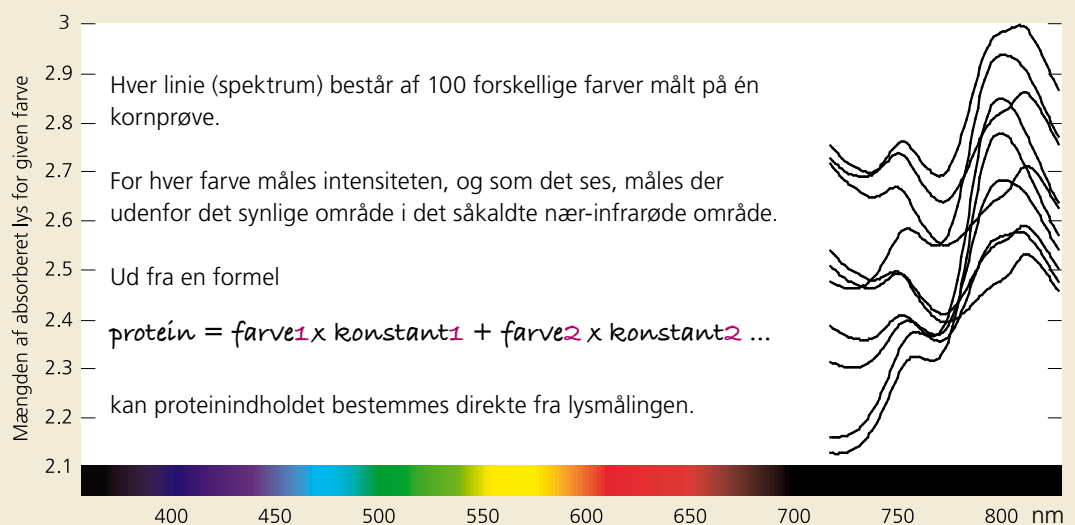 Mængden af absorberet lys for given farve
3
2.9
2.8
2.7
2.6
2.5
2.4
2.3
2.2
2.1
Hver linie (spektrum) består af 100 forskellige farver målt på én
kornprøve.
For hver farve måles intensiteten, og som det ses, måles der
udenfor det synlige område i det såkaldte nær-infrarøde område.
Ud fra en formel
protein = farve1 x konstant1 + farve2 x konstant2 ...
kan proteinindholdet bestemmes direkte fra lysmålingen.
400 450 500 550 600 650 700 750 800 nm